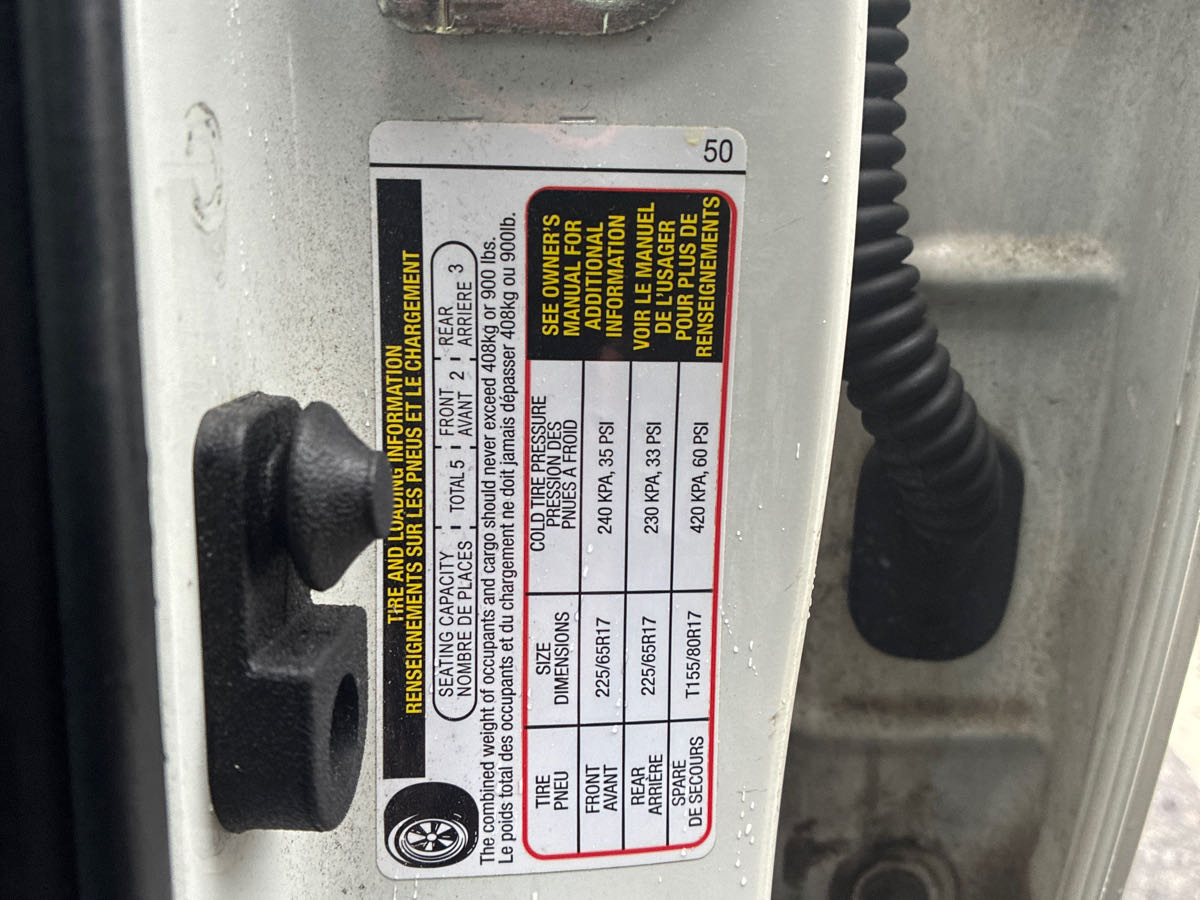 50
TIRE AND LOADING INFORMATION
RENSEIGNEMENTS SUR LES PNEUS ET LE CHARGEMENT
SEATING CAPACITY TOTAL 5 FRONT 2 REAR 3
NOMBRE DE PLACES AVANT ARRIERE
The combined weight of occupants and cargo should never exceed 408kg or 900 lbs.
Le poids total des occupants et du chargement ne doit jamais dépasser 408kg ou 900lb.
TIRE SIZE COLD TIRE PRESSURE
PNEU DIMENSIONS PRESSION DES
PNUES À FROID
FRONT 225/65R17 240 KPA, 35 PSI
AVANT
REAR 225/65R17 230 KPA, 33 PSI
ARRIÈRE
SPARE T155/80R17 420 KPA, 60 PSI
DE SECOURS
SEE OWNER'S
MANUAL FOR
ADDITIONAL
INFORMATION
VOIR LE MANUEL
DE L'USAGER
POUR PLUS DE
RENSEIGNEMENTS